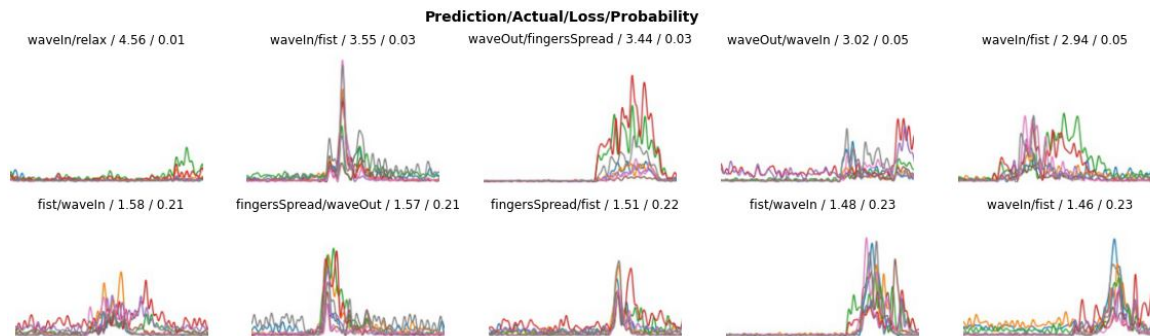 Prediction/Actual/Loss/Probability
waveIn/relax / 4.56 / 0.01
waveIn/fist / 3.55 / 0.03
waveOut/fingersSpread / 3.44 / 0.03
waveOut/waveIn / 3.02 / 0.05
waveIn/fist / 2.94 / 0.05
fist/waveIn / 1.58 / 0.21
fingersSpread/waveOut / 1.57 / 0.21
fingersSpread/fist / 1.51 / 0.22
fist/waveIn / 1.48 / 0.23
waveIn/fist / 1.46 / 0.23